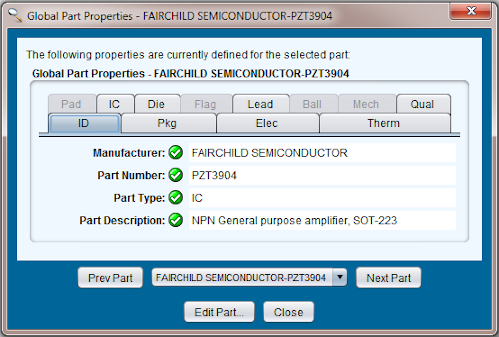 Global Part Properties - FAIRCHILD SEMICONDUCTOR-PZT3904
The following properties are currently defined for the selected part:
Global Part Properties - FAIRCHILD SEMICONDUCTOR-PZT3904
Pad IC Die Flag Lead Ball Mech Qual
ID Pkg Elec Therm
Manufacturer: FAIRCHILD SEMICONDUCTOR
Part Number: PZT3904
Part Type: IC
Part Description: NPN General purpose amplifier, SOT-223
Prev Part FAIRCHILD SEMICONDUCTOR-PZT3904 Next Part
Edit Part... Close